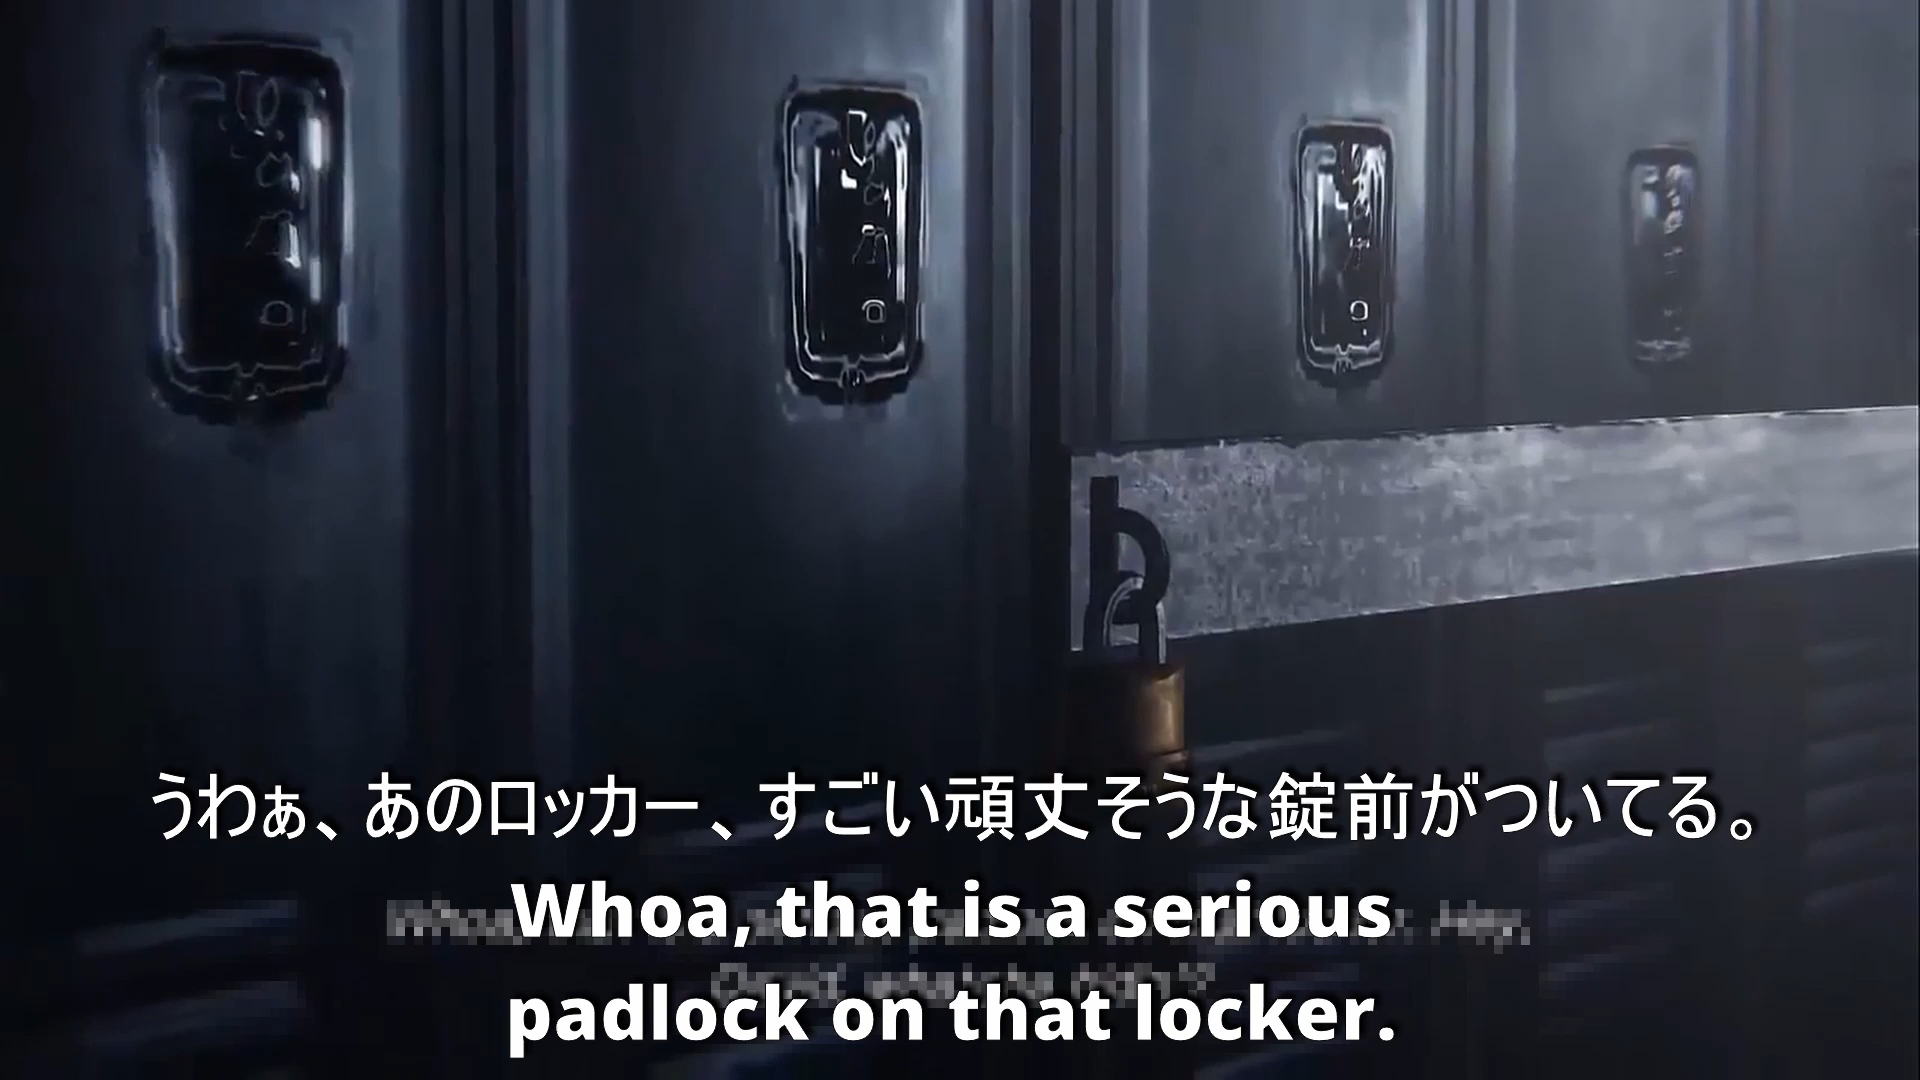 うわぁ、あのロッカー、すごい頑丈そうな錠前がついてる。
Whoa, that is a serious
padlock on that locker.